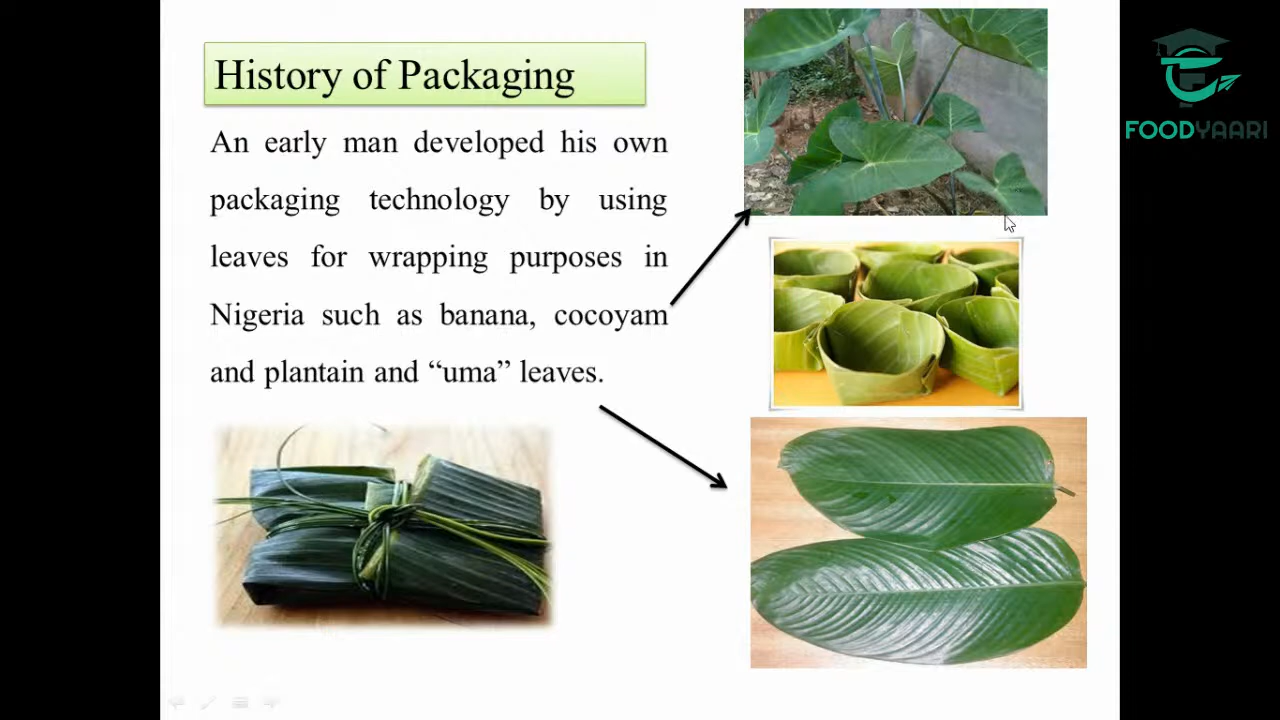 History of Packaging
An early man developed his own
packaging technology by using
leaves for wrapping purposes in
Nigeria such as banana, cocoyam
and plantain and “uma” leaves.
FOODYAARI